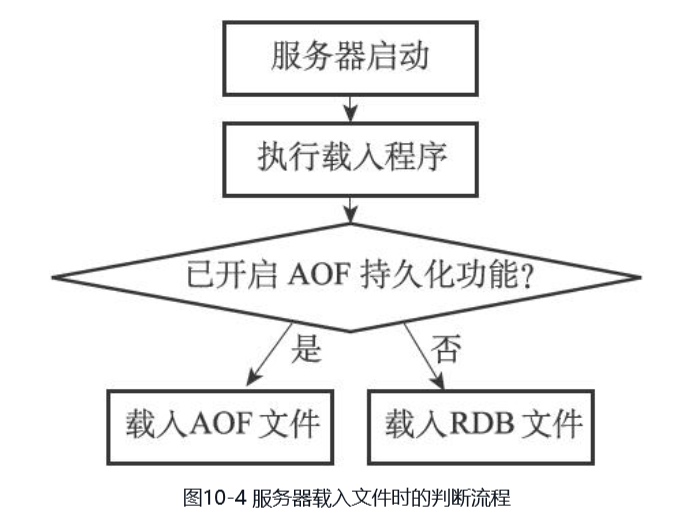 服务器启动
执行载入程序
已开启 AOF 持久化功能?
是
否
载入AOF 文件
载入RDB 文件
图10-4 服务器载入文件时的判断流程